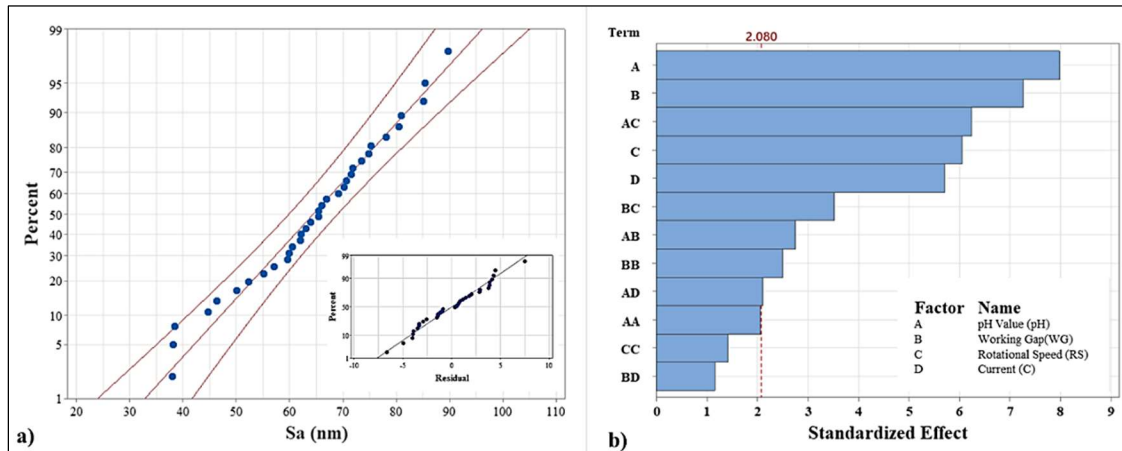 99
95
90
80
70
60
50
40
30
20
10
5
1
Percent
20 30 40 50 60 70 80 90 100 110
Sa (nm)
a)
99
90
50
10
1
Percent
-10 -5 0 5 10
Residual
Term
2.080
A
B
AC
C
D
BC
AB
BB
AD
AA
CC
BD
Factor Name
A pH Value (pH)
B Working Gap(WG)
C Rotational Speed (RS)
D Current (C)
0 1 2 3 4 5 6 7 8 9
Standardized Effect
b)